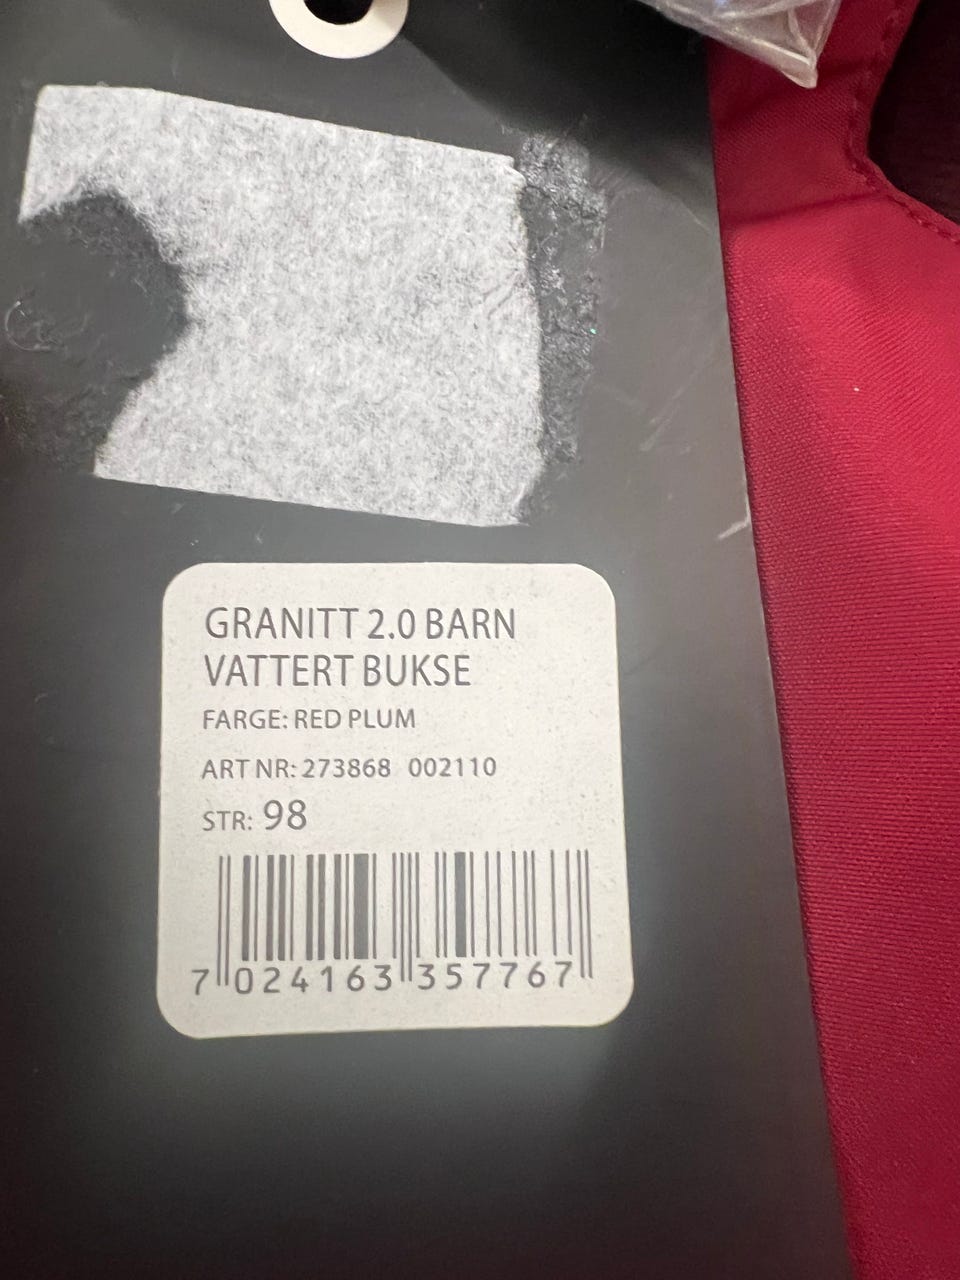 GRANITT 2.0 BARN
VATTERT BUKSE
FARGE: RED PLUM
ART NR: 273868 002110
STR: 98
7 024163 357767